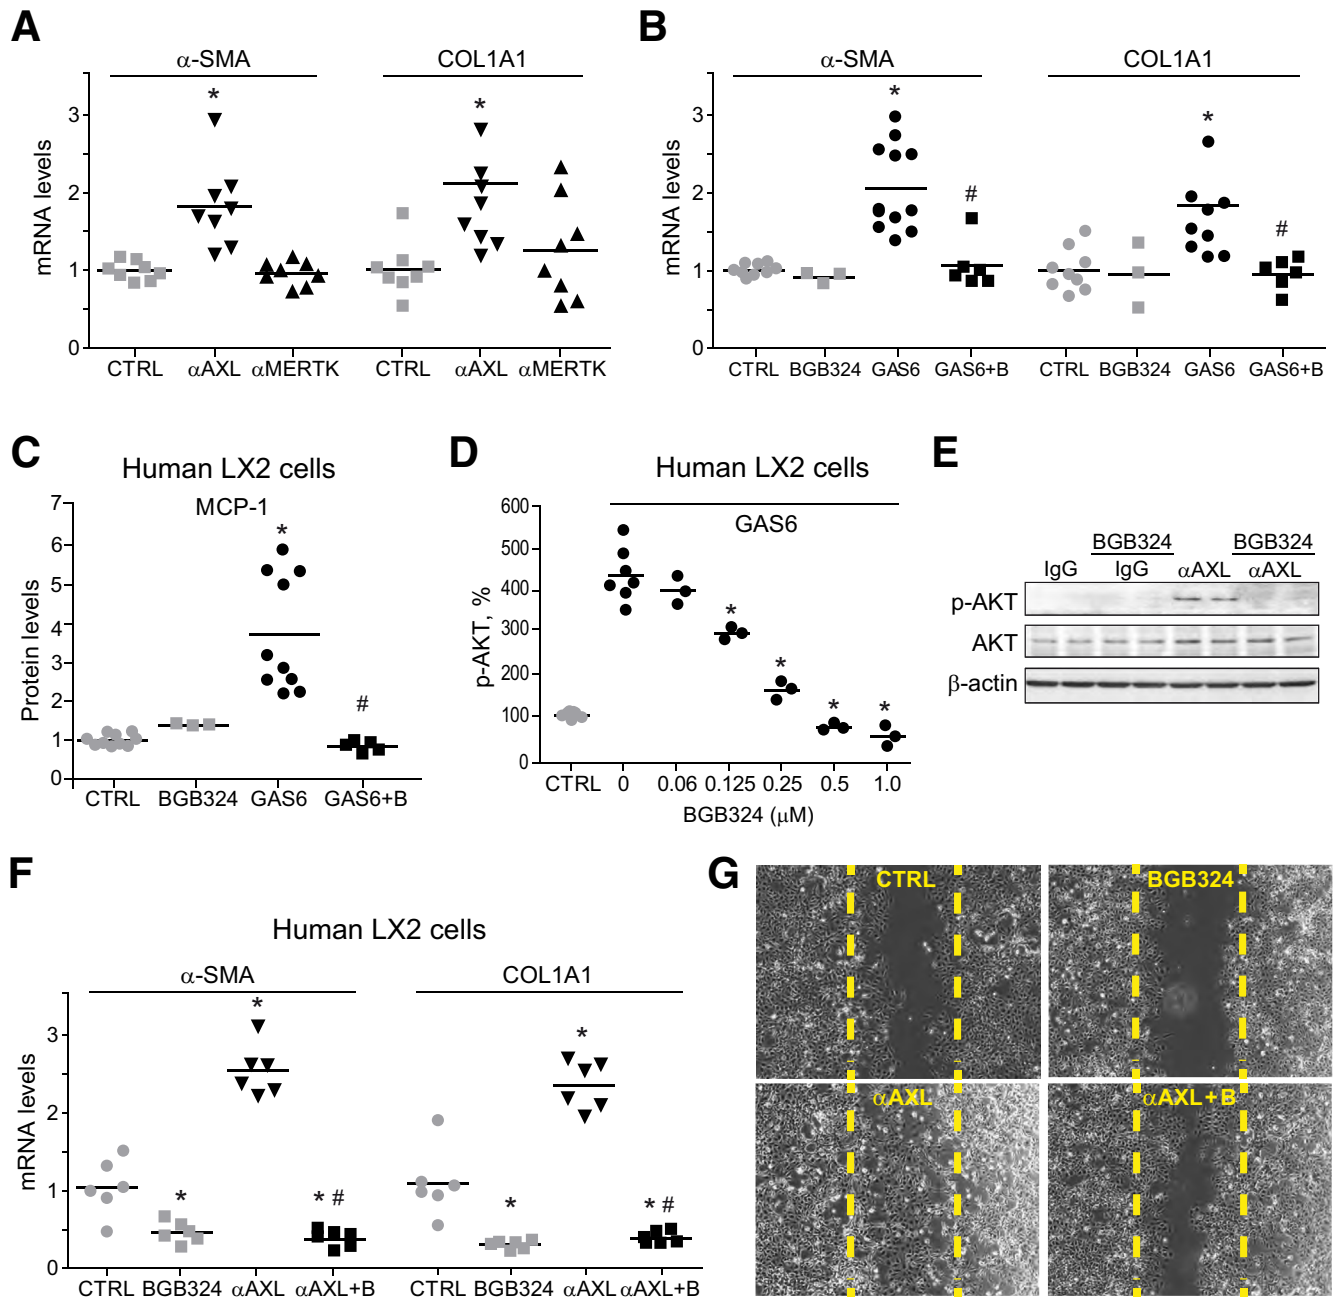 A
α-SMA
COL1A1
*
*
mRNA levels
3
2
1
0
CTRL
αAXL
αMERTK
CTRL
αAXL
αMERTK
B
α-SMA
COL1A1
*
#
*
#
mRNA levels
3
2
1
0
CTRL
BGB324
GAS6
GAS6+B
CTRL
BGB324
GAS6
GAS6+B
C
Human LX2 cells
MCP-1
*
#
Protein levels
7
6
5
4
3
2
1
0
CTRL
BGB324
GAS6
GAS6+B
D
Human LX2 cells
GAS6
p-AKT, %
600
500
400
300
200
100
0
*
*
*
*
CTRL
0
0.06
0.125
0.25
0.5
1.0
BGB324 (μM)
E
BGB324
BGB324
IgG
IgG
αAXL
αAXL
p-AKT
AKT
β-actin
F
Human LX2 cells
α-SMA
COL1A1
mRNA levels
3
2
1
0
*
*
* #
*
*
* #
CTRL
BGB324
αAXL
αAXL+B
CTRL
BGB324
αAXL
αAXL+B
G
CTRL
BGB324
αAXL
αAXL+B